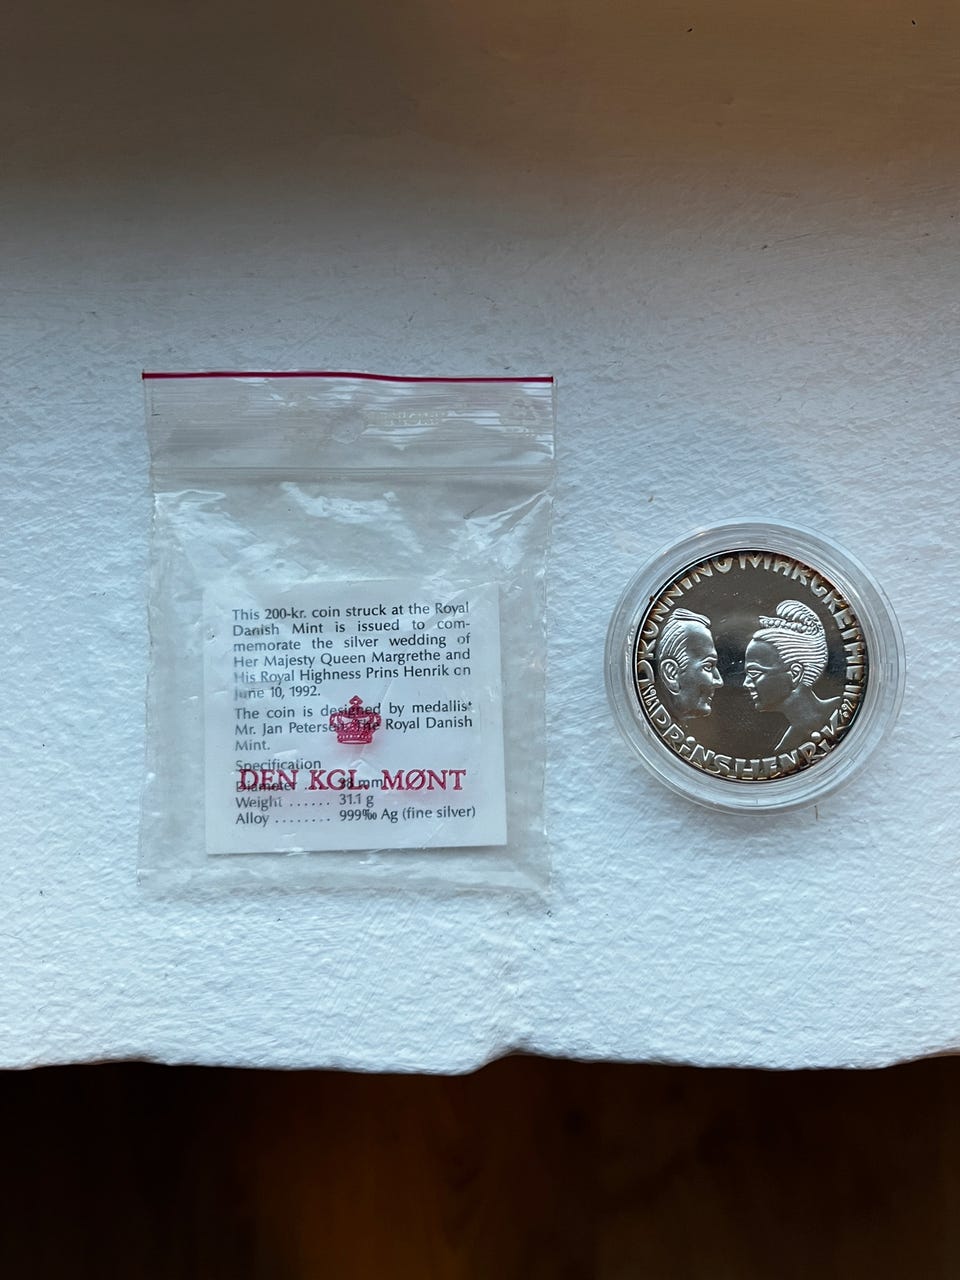 This 200-kr. coin struck at the Royal
Danish Mint is issued to com-
memorate the silver wedding of
Her Majesty Queen Margrethe and
His Royal Highness Prins Henrik on
June 10, 1992.
The coin is designed by medallist
Mr. Jan Petersen, The Royal Danish
Mint.
Specification
DEN KGL. MØNT
Diameter .... 38 mm
Weight ...... 31.1 g
Alloy ........ 999‰ Ag (fine silver)
DRONNING MARGRETHE II
PRINS HENRIK